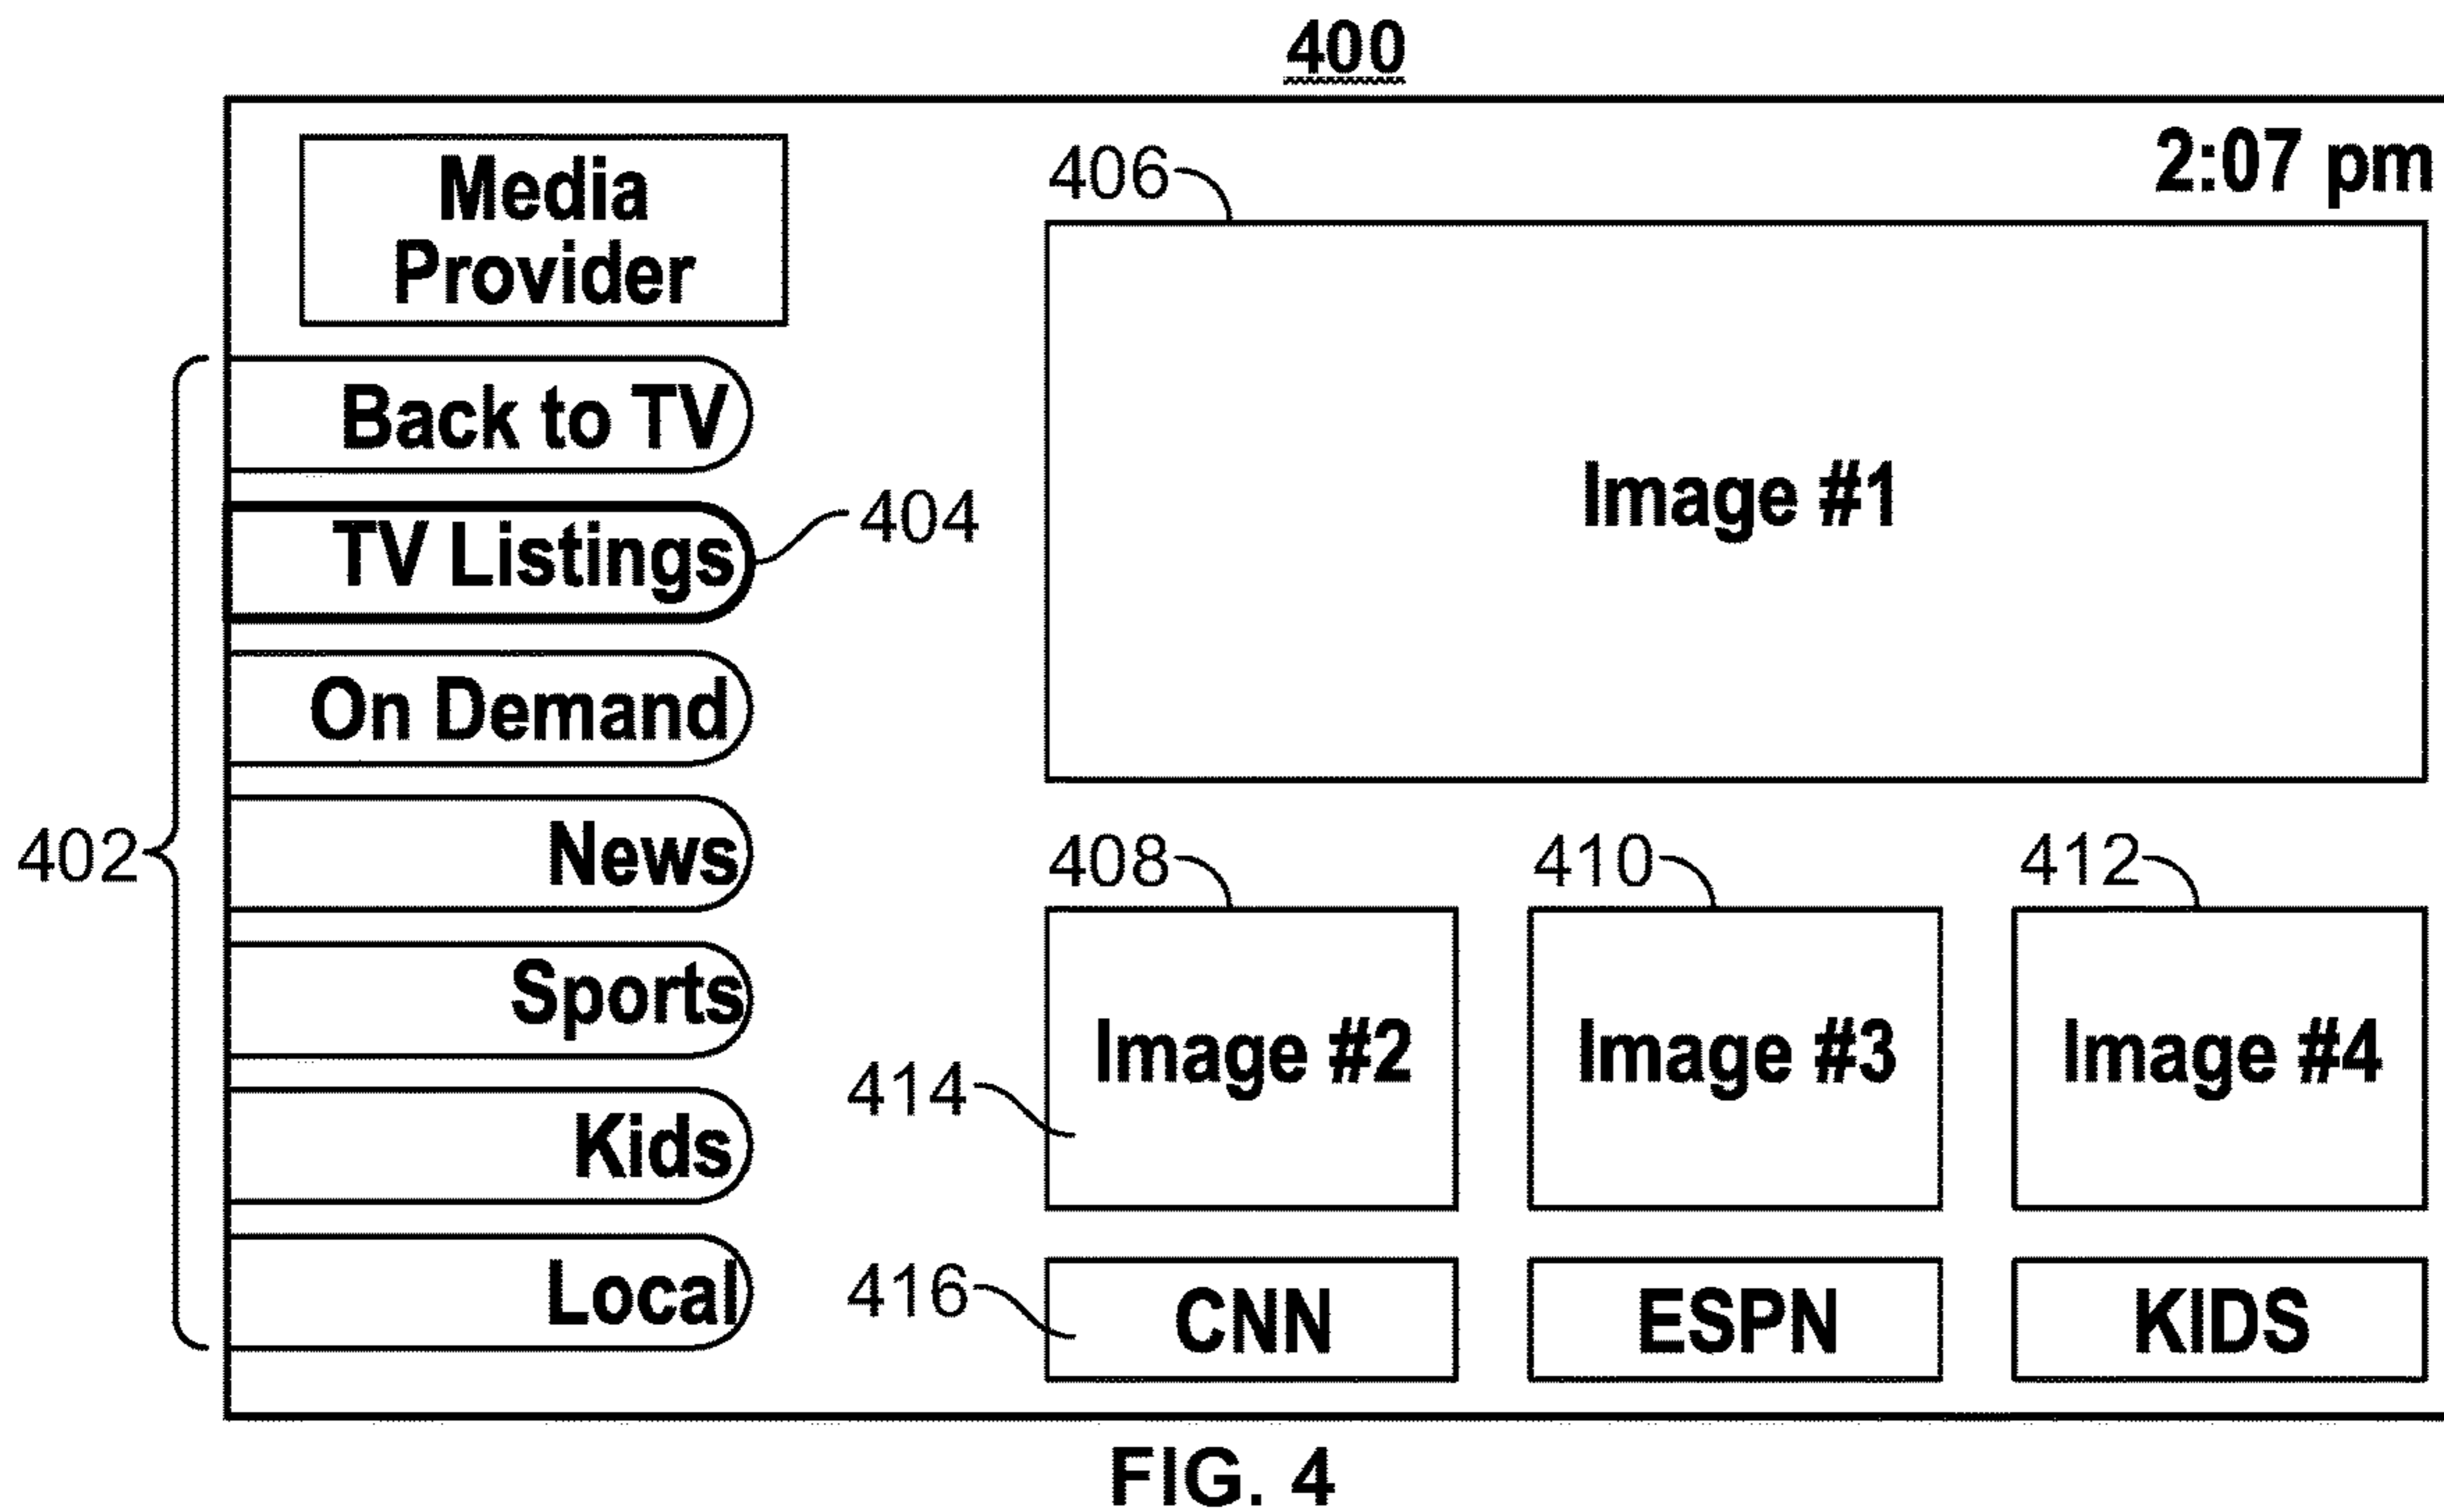 400
2:07 pm
Media
Provider
406
Image #1
402
Back to TV
TV Listings
404
On Demand
News
Sports
Kids
Local
408
410
412
Image #2
Image #3
Image #4
414
416
CNN
ESPN
KIDS
FIG. 4